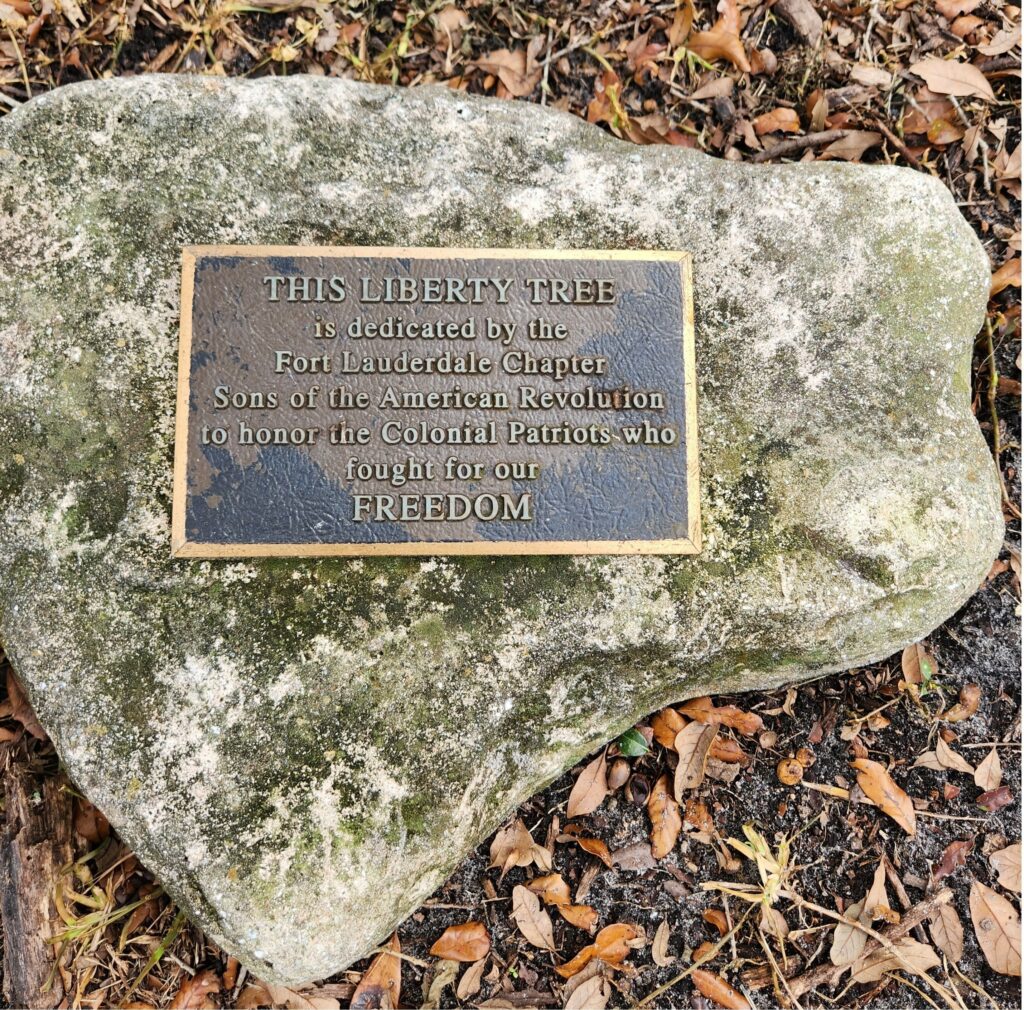 THIS LIBERTY TREE
is dedicated by the
Fort Lauderdale Chapter
Sons of the American Revolution
to honor the Colonial Patriots who
fought for our
FREEDOM